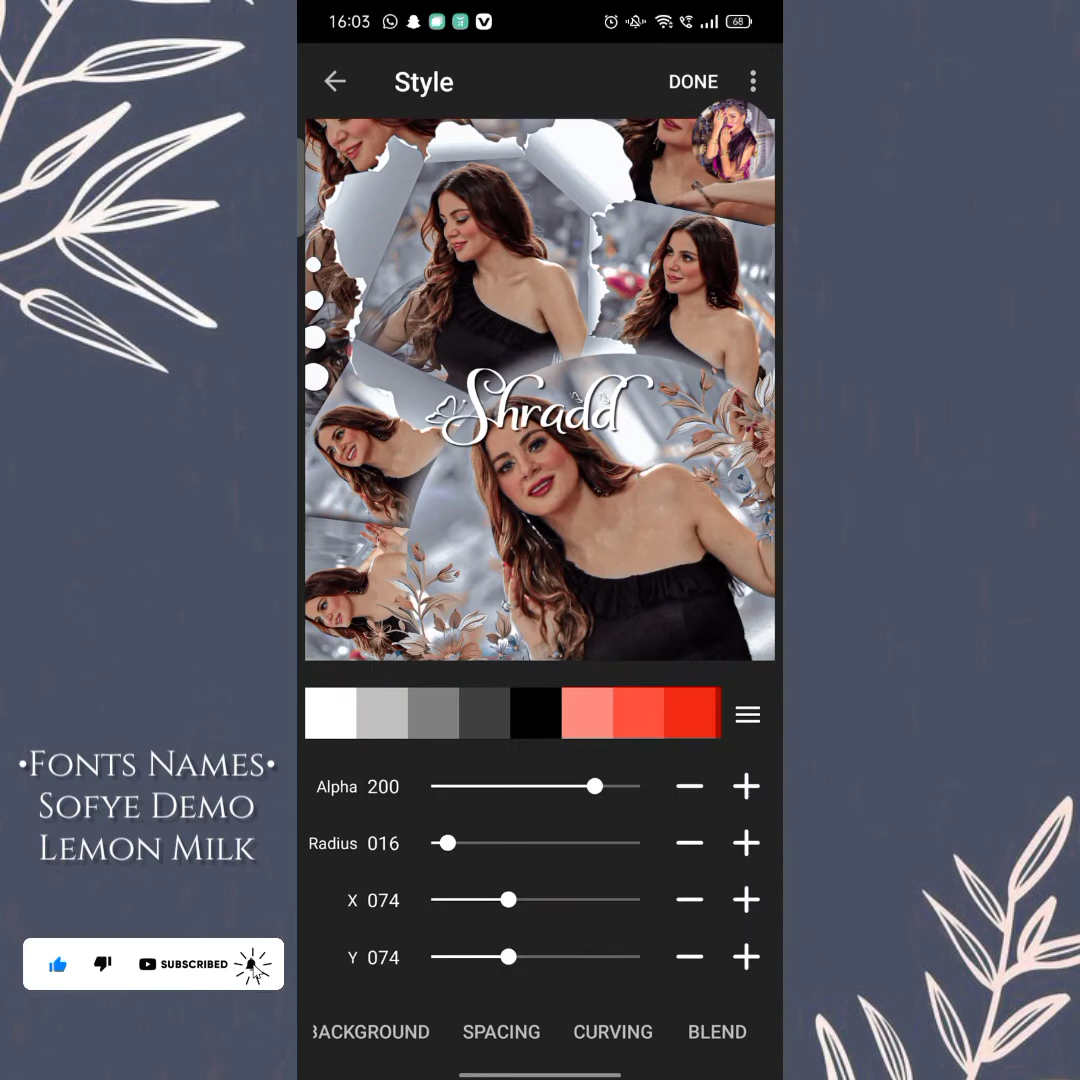 16:03
68
Style
DONE
Shradd
•Fonts Names•
Sofye Demo
Lemon Milk
SUBSCRIBED
Alpha 200
Radius 016
X 074
Y 074
BACKGROUND SPACING CURVING BLEND